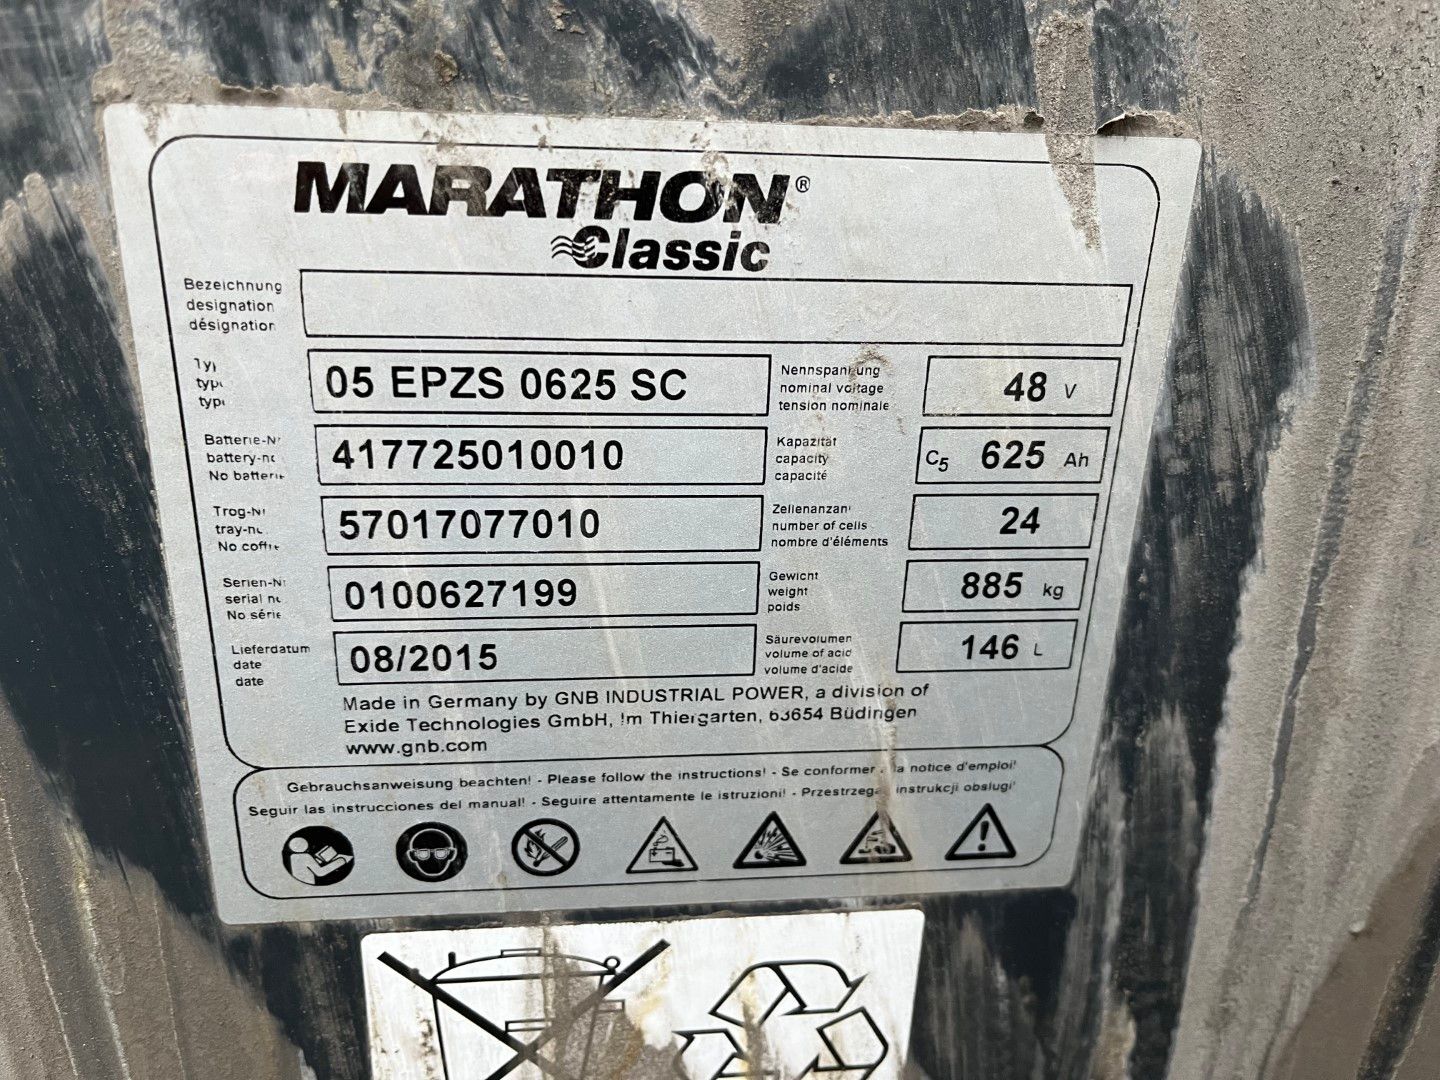 MARATHON®
Classic
Bezeichnung
designation
désignation
05 EPZS 0625 SC
Nennspannung
nominal voltage
tension nominale
48 V
Batterie-Nr
battery-no
No batterie
417725010010
Kapazität
capacity
capacité
C5 625 Ah
Trog-Nr
tray-no
No coffre
57017077010
Zellenanzahl
number of cells
nombre d'éléments
24
Serien-Nr
serial no
No série
0100627199
Gewicht
weight
poids
885 kg
Lieferdatum
date
date
08/2015
Säurevolumen
volume of acid
volume d'acide
146 L
Made in Germany by GNB INDUSTRIAL POWER, a division of
Exide Technologies GmbH, Im Thiergarten, 63654 Büdingen
www.gnb.com
Gebrauchsanweisung beachten! - Please follow the instructions! - Se conformer la notice d'emploi!
Seguir las instrucciones del manual! - Seguire attentamente le istruzioni! - instrukcji obslugi!